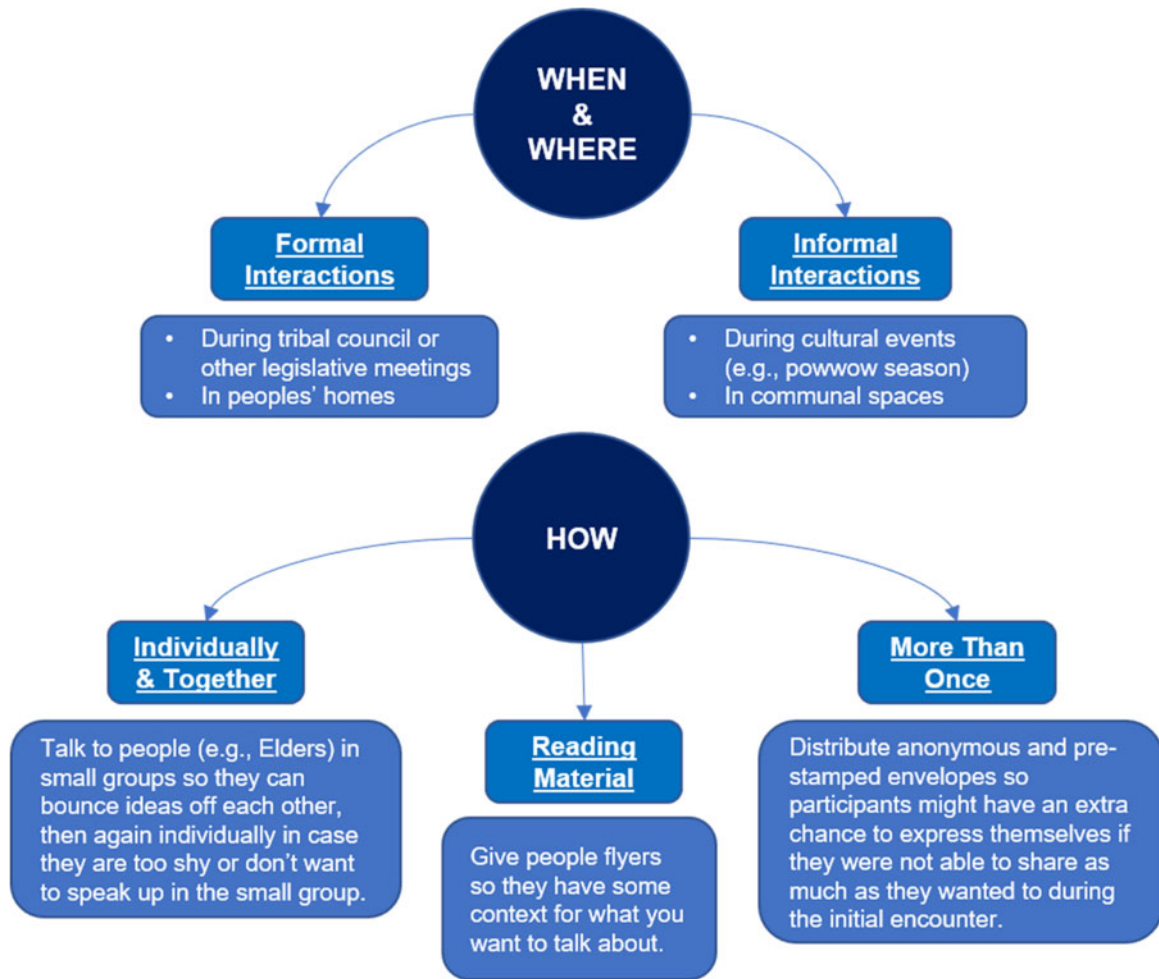 WHEN
&
WHERE
Formal
Interactions
• During tribal council or
other legislative meetings
• In peoples' homes
Informal
Interactions
• During cultural events
(e.g., powwow season)
• In communal spaces
HOW
Individually
& Together
Talk to people (e.g., Elders) in
small groups so they can
bounce ideas off each other,
then again individually in case
they are too shy or don't want
to speak up in the small group.
Reading
Material
Give people flyers
so they have some
context for what you
want to talk about.
More Than
Once
Distribute anonymous and pre-
stamped envelopes so
participants might have an extra
chance to express themselves if
they were not able to share as
much as they wanted to during
the initial encounter.